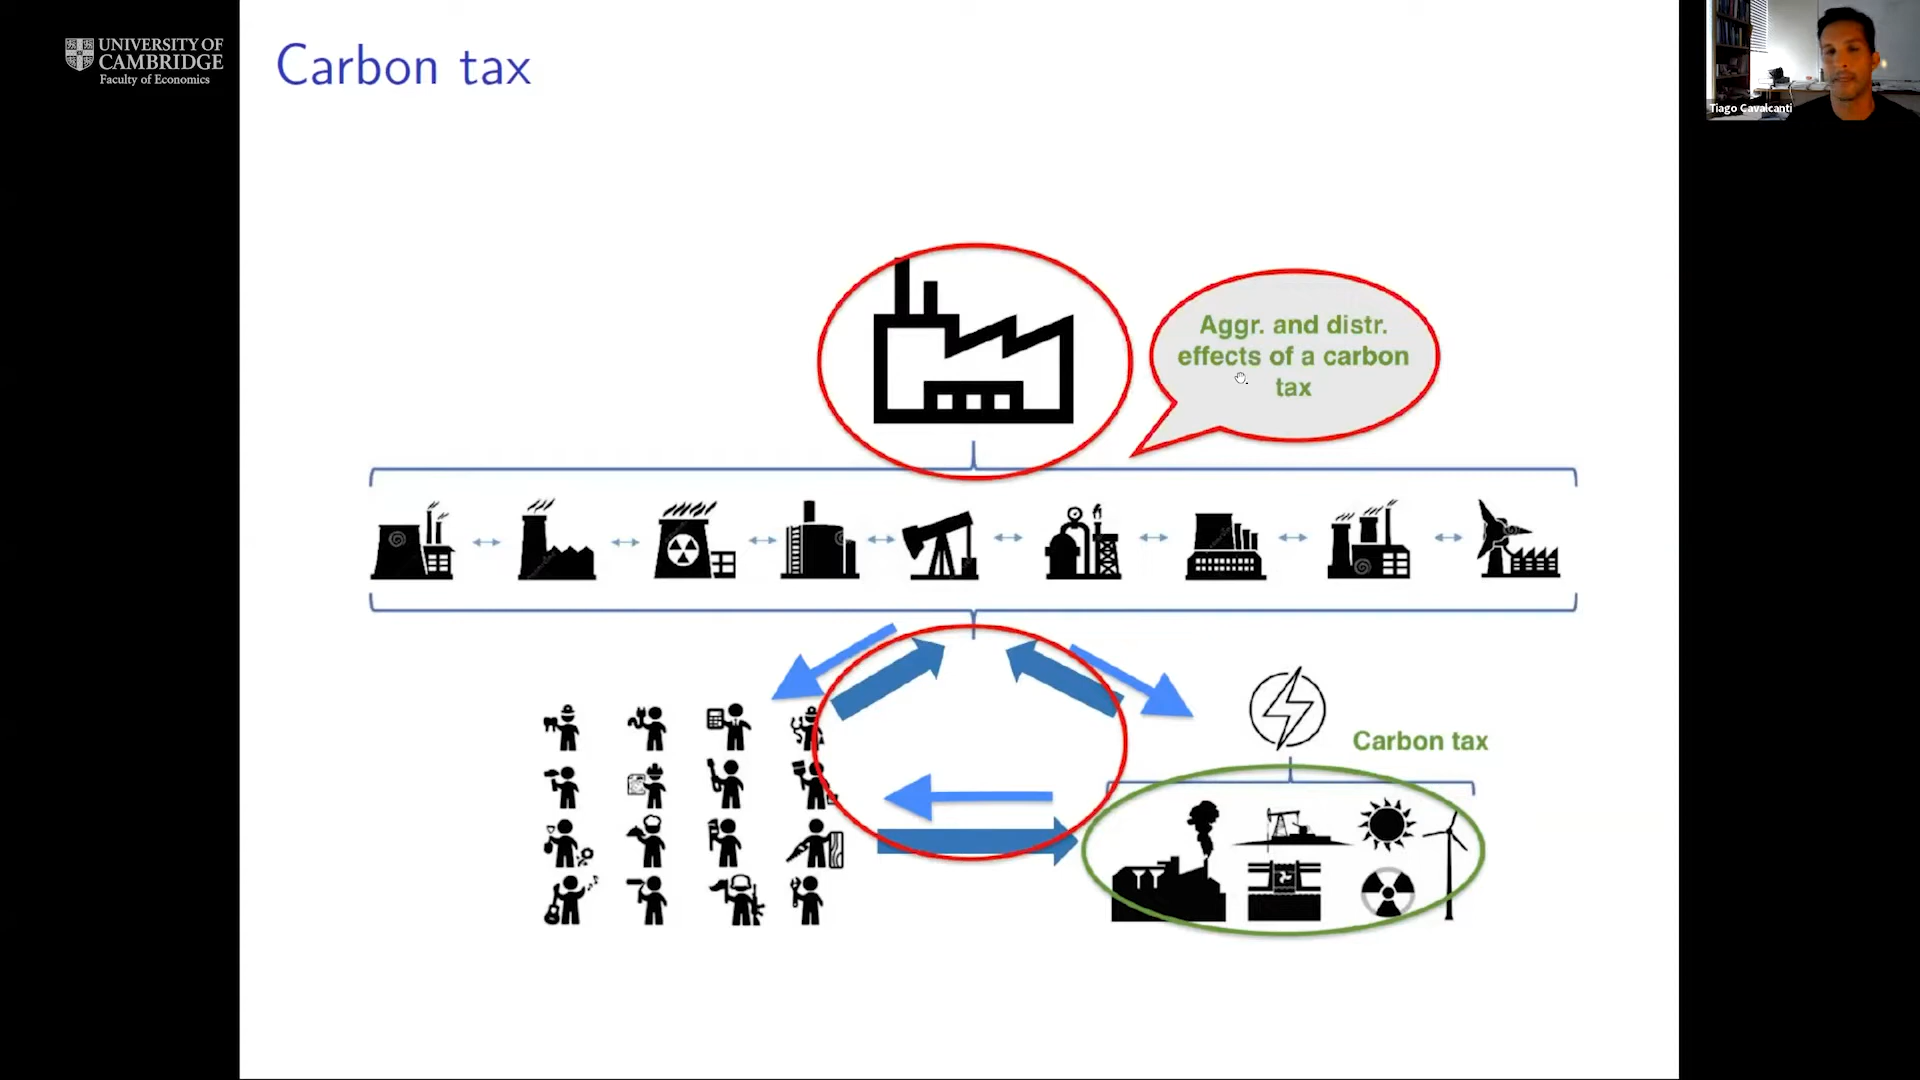 UNIVERSITY OF
CAMBRIDGE
Faculty of Economics
Carbon tax
Tiago Cavalcanti
Aggr. and distr.
effects of a carbon
tax
Carbon tax